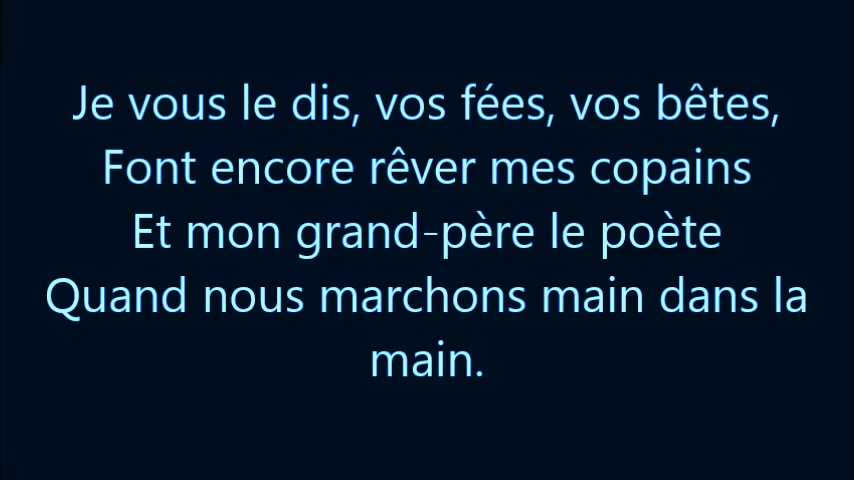 Je vous le dis, vos fées, vos bêtes,
Font encore rêver mes copains
Et mon grand-père le poète
Quand nous marchons main dans la
main.